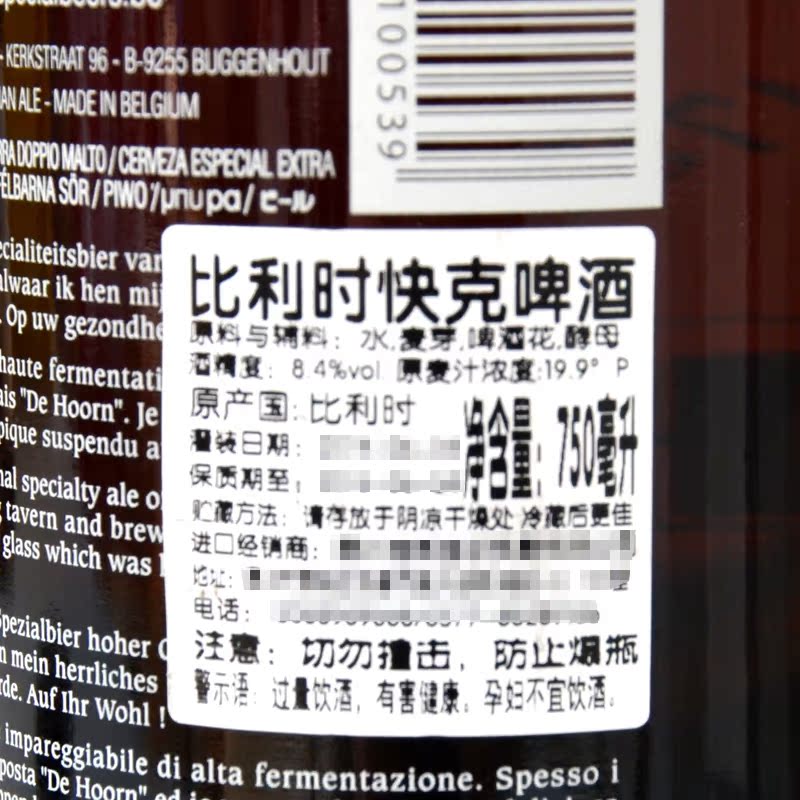 - KERKSTRAAT 96 - B-9255 BUGGENHOUT
AN ALE - MADE IN BELGIUM
100539
RRA DOPPIO MALTO / CERVEZA ESPECIAL EXTRA
ÉLBARNA SÖR / PIWO / μπυρα / ビール
ecialiteitsbier van
alwaar ik hen mij
. Op uw gezondhe
haute fermentati
ais "De Hoorn". Je
pique suspendu a
nal specialty ale o
tavern and brew
glass which was
Spezialbier hoher
n mein herrliches
rde. Auf Ihr Wohl !
impareggiabile di alta fermentazione. Spesso i
posta "De Hoorn" ed
比利时快克啤酒
原料与辅料：水,麦芽,啤酒花,酵母
酒精度：8.4%vol 原麦汁浓度:19.9° P
原产国:比利时
净含量：750毫升
灌装日期：
保质期至：
贮藏方法：请存放于阴凉干燥处 冷藏后更佳
进口经销商：
地址：
电话：
注意：切勿撞击，防止爆瓶
警示语：过量饮酒，有害健康。孕妇不宜饮酒。